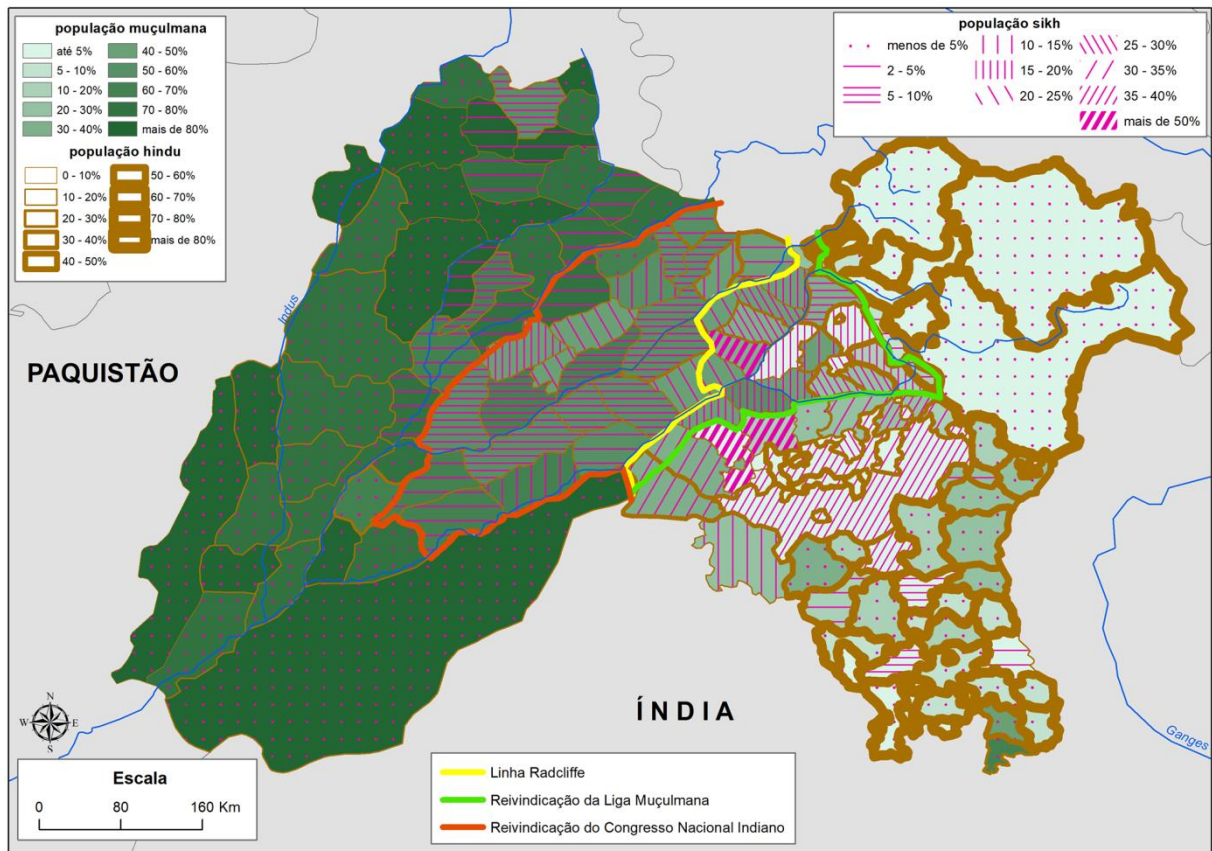 população muçulmana
até 5%
5 - 10%
10 - 20%
20 - 30%
30 - 40%
40 - 50%
50 - 60%
60 - 70%
70 - 80%
mais de 80%
população hindu
0 - 10%
10 - 20%
20 - 30%
30 - 40%
40 - 50%
50 - 60%
60 - 70%
70 - 80%
mais de 80%
população sikh
menos de 5%
2 - 5%
5 - 10%
10 - 15%
15 - 20%
20 - 25%
25 - 30%
30 - 35%
35 - 40%
mais de 50%
Indus
PAQUISTÃO
ÍNDIA
Ganges
N
W E
S
Escala
0 80 160 Km
Linha Radcliffe
Reivindicação da Liga Muçulmana
Reivindicação do Congresso Nacional Indiano